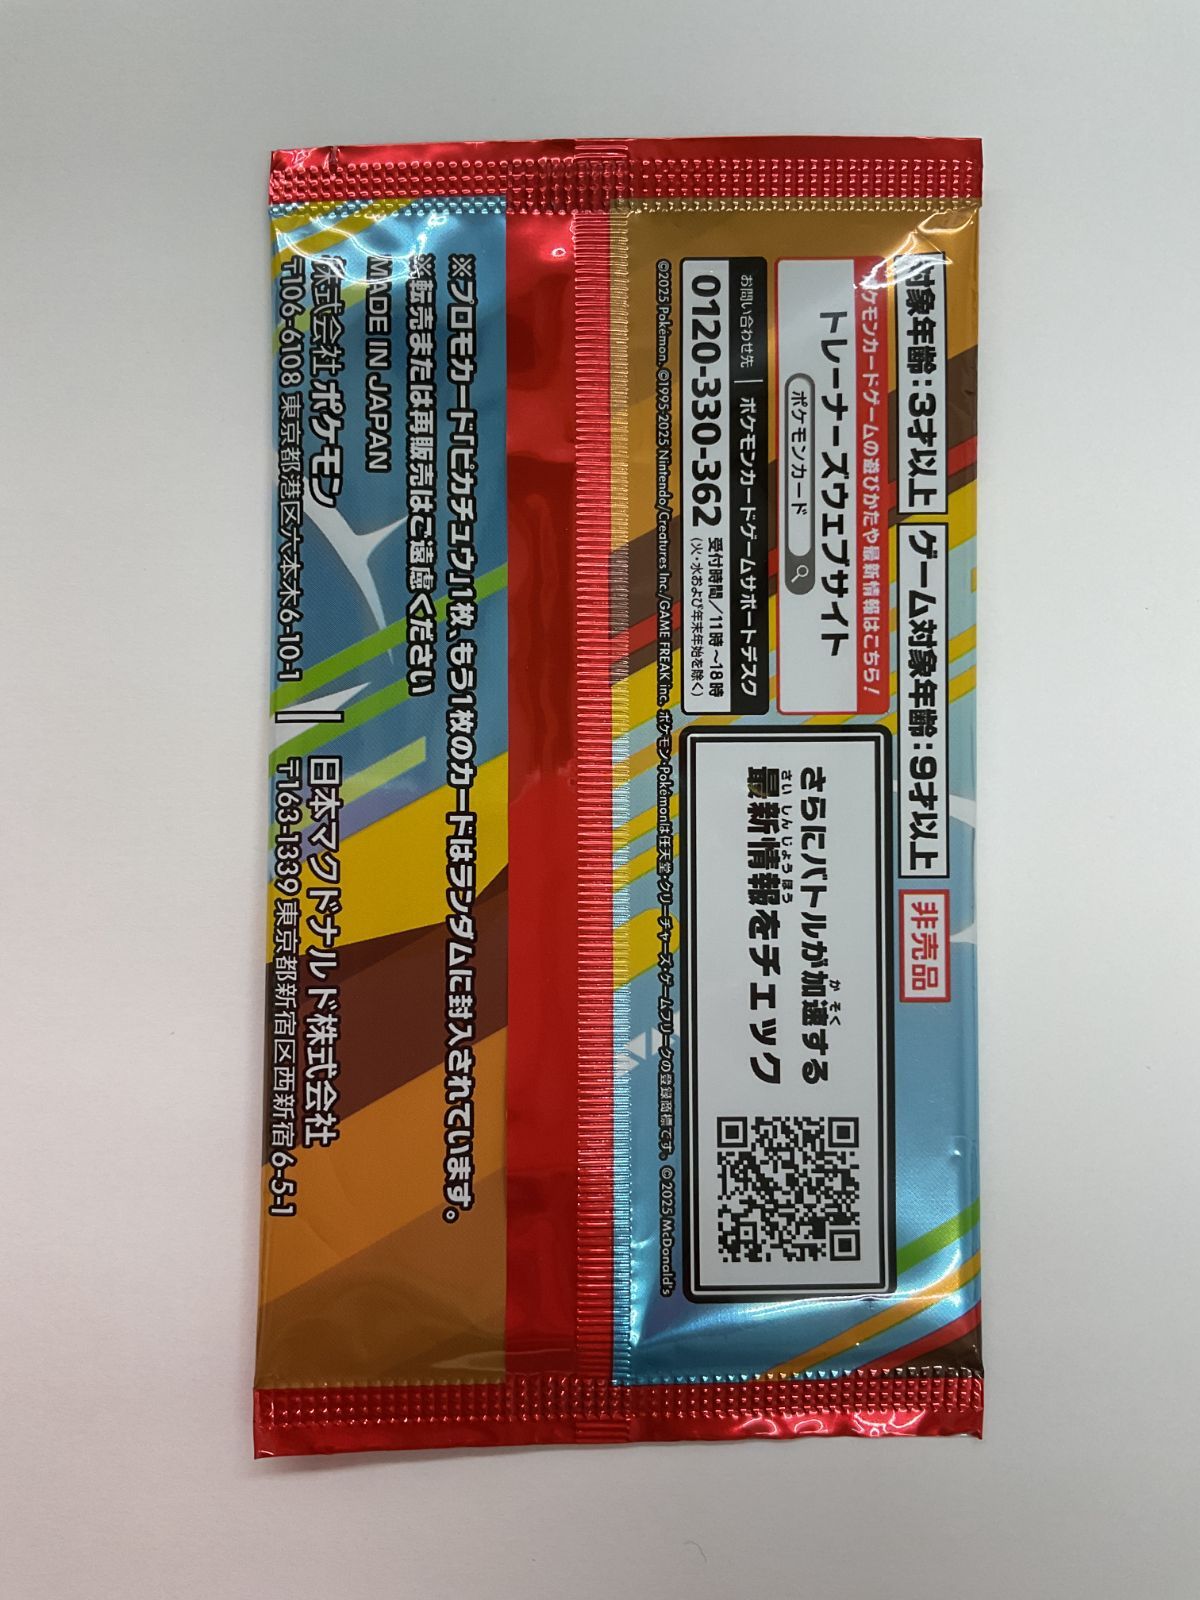 対象年齢:3才以上 ゲーム対象年齢:9才以上 非売品
ポケモンカードゲームの遊びかたや最新情報はこちら!
トレーナーズウェブサイト
ポケモンカード
お問い合わせ先 ポケモンカードゲームサポートデスク
0120-330-362 受付時間/11時~18時
(火・水および年末年始を除く)
さらにバトルが加速する
か そく
最新情報をチェック
さい しん じょう ほう
©2025 Pokémon. ©1995-2025 Nintendo/Creatures Inc./GAME FREAK inc. ポケモン・Pokémonは任天堂・クリーチャーズ・ゲームフリークの登録商標です。 © 2025 McDonald's
※プロモカード「ピカチュウ」1枚、もう1枚のカードはランダムに封入されています。
※転売または再販売はご遠慮ください
MADE IN JAPAN
株式会社ポケモン
〒106-6108 東京都港区六本木6-10-1
日本マクドナルド株式会社
〒163-1339 東京都新宿区西新宿6-5-1